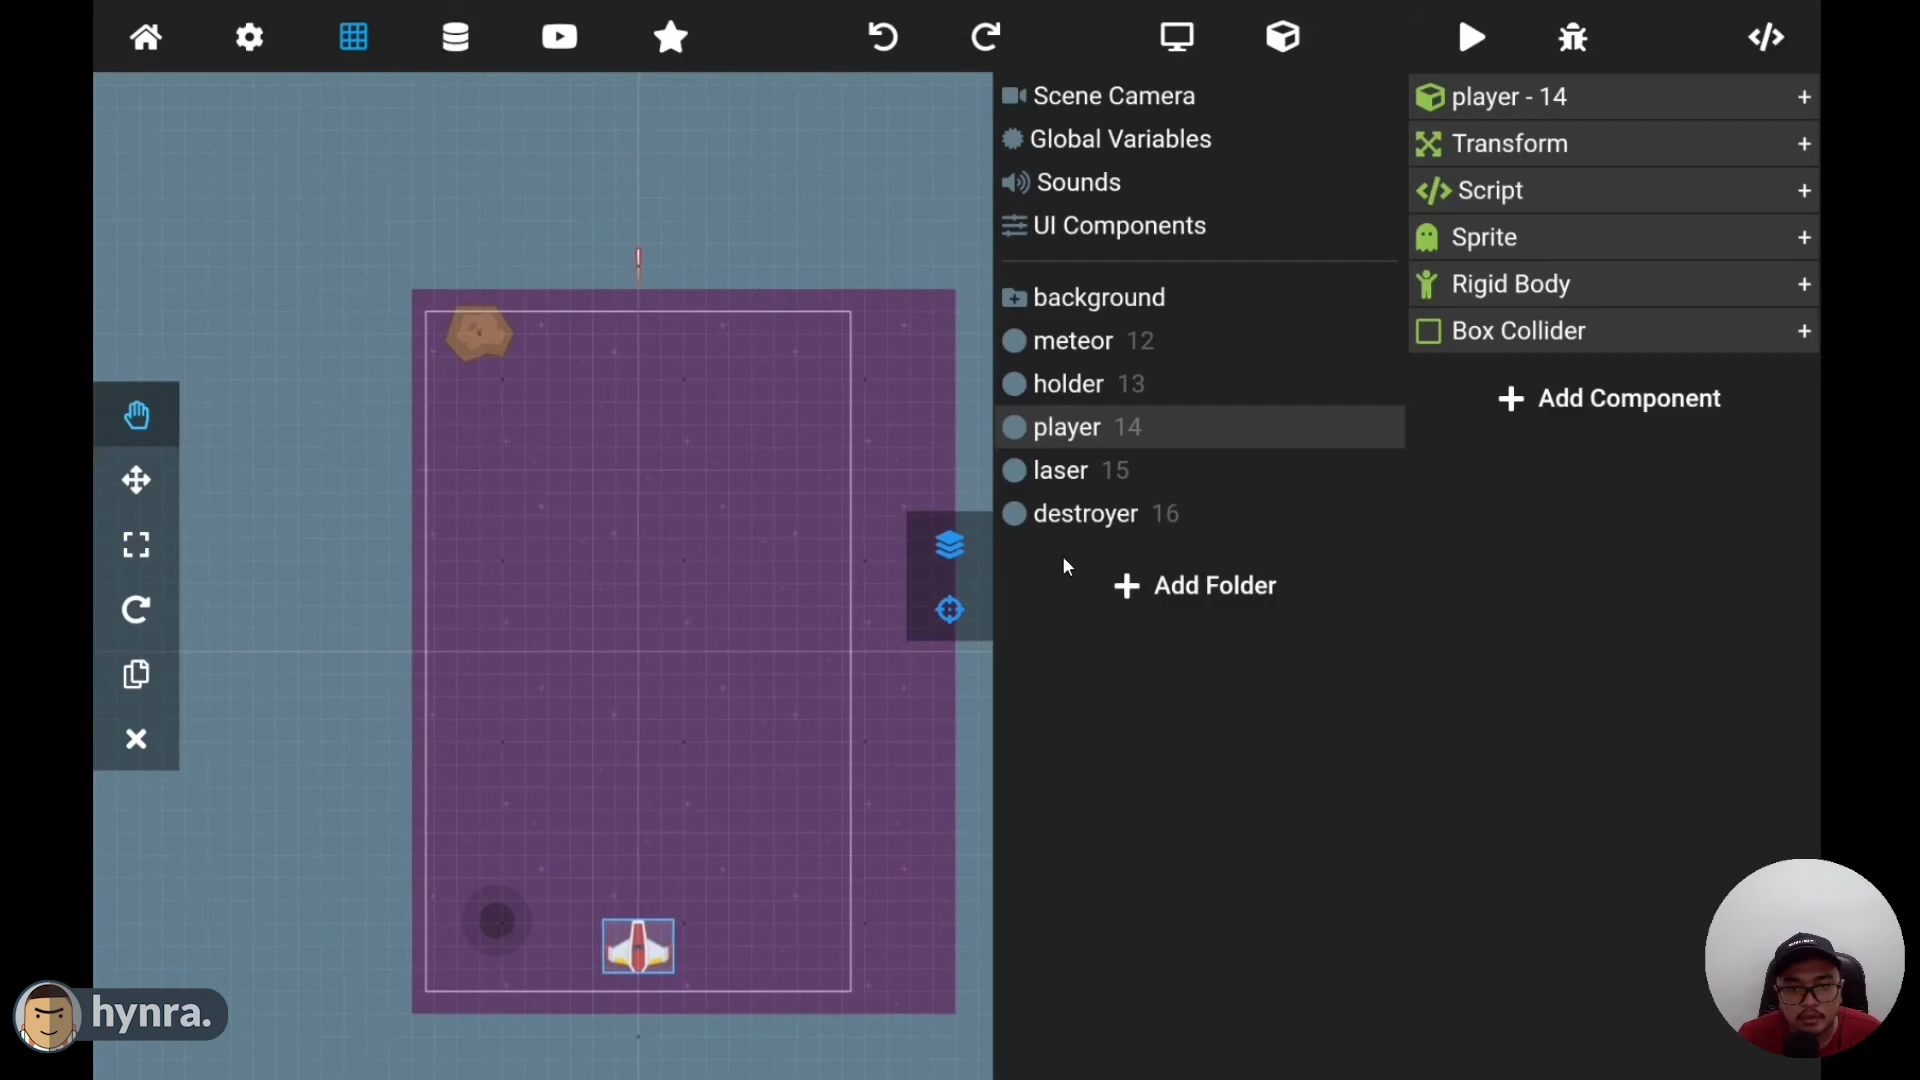 Scene Camera
Global Variables
Sounds
UI Components
background
meteor 12
holder 13
player 14
laser 15
destroyer 16
Add Folder
player - 14
Transform
Script
Sprite
Rigid Body
Box Collider
Add Component
hynra.